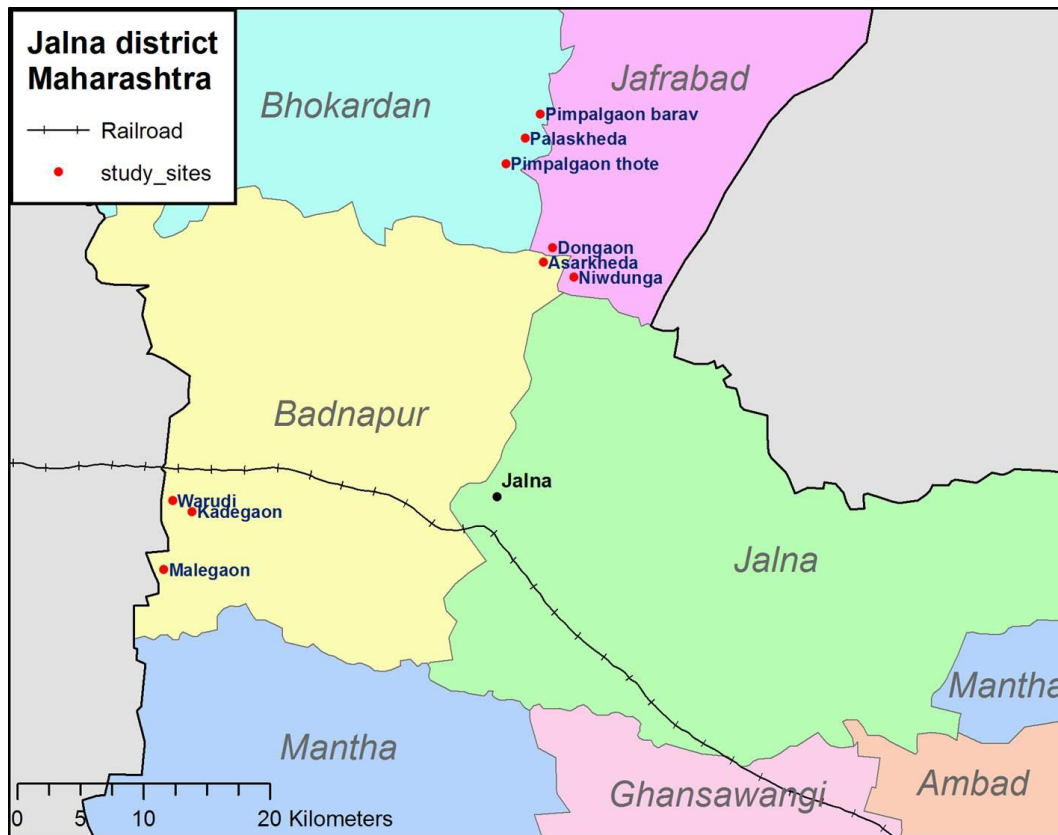 Jalna district
Maharashtra
Railroad
study_sites
Bhokardan
Jafrabad
Pimpalgaon barav
Palaskheda
Pimpalgaon thote
Dongaon
Asarkheda
Niwdunga
Badnapur
Jalna
Warudi
Kadegaon
Jalna
Malegaon
Mantha
Mantha
Ghansawangi
Ambad
0 5 10 20 Kilometers